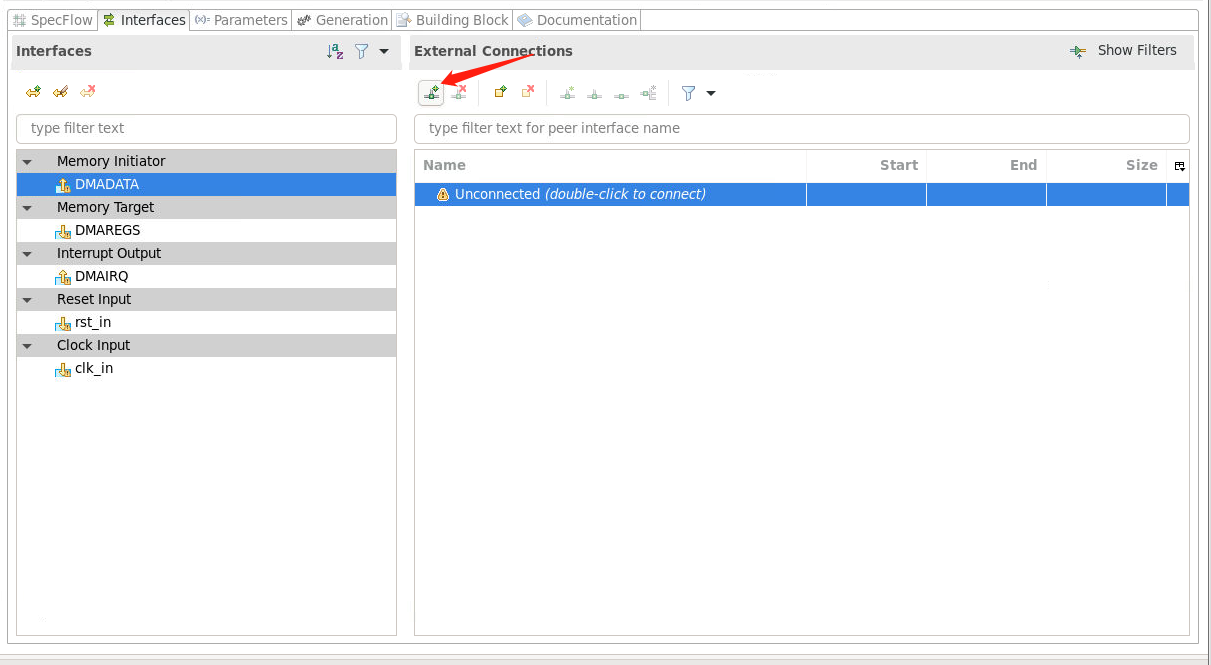 SpecFlow Interfaces Parameters Generation Building Block Documentation
Interfaces
External Connections
Show Filters
type filter text
type filter text for peer interface name
Memory Initiator
DMADATA
Memory Target
DMAREGS
Interrupt Output
DMAIRQ
Reset Input
rst_in
Clock Input
clk_in
Name Start End Size
Unconnected (double-click to connect)